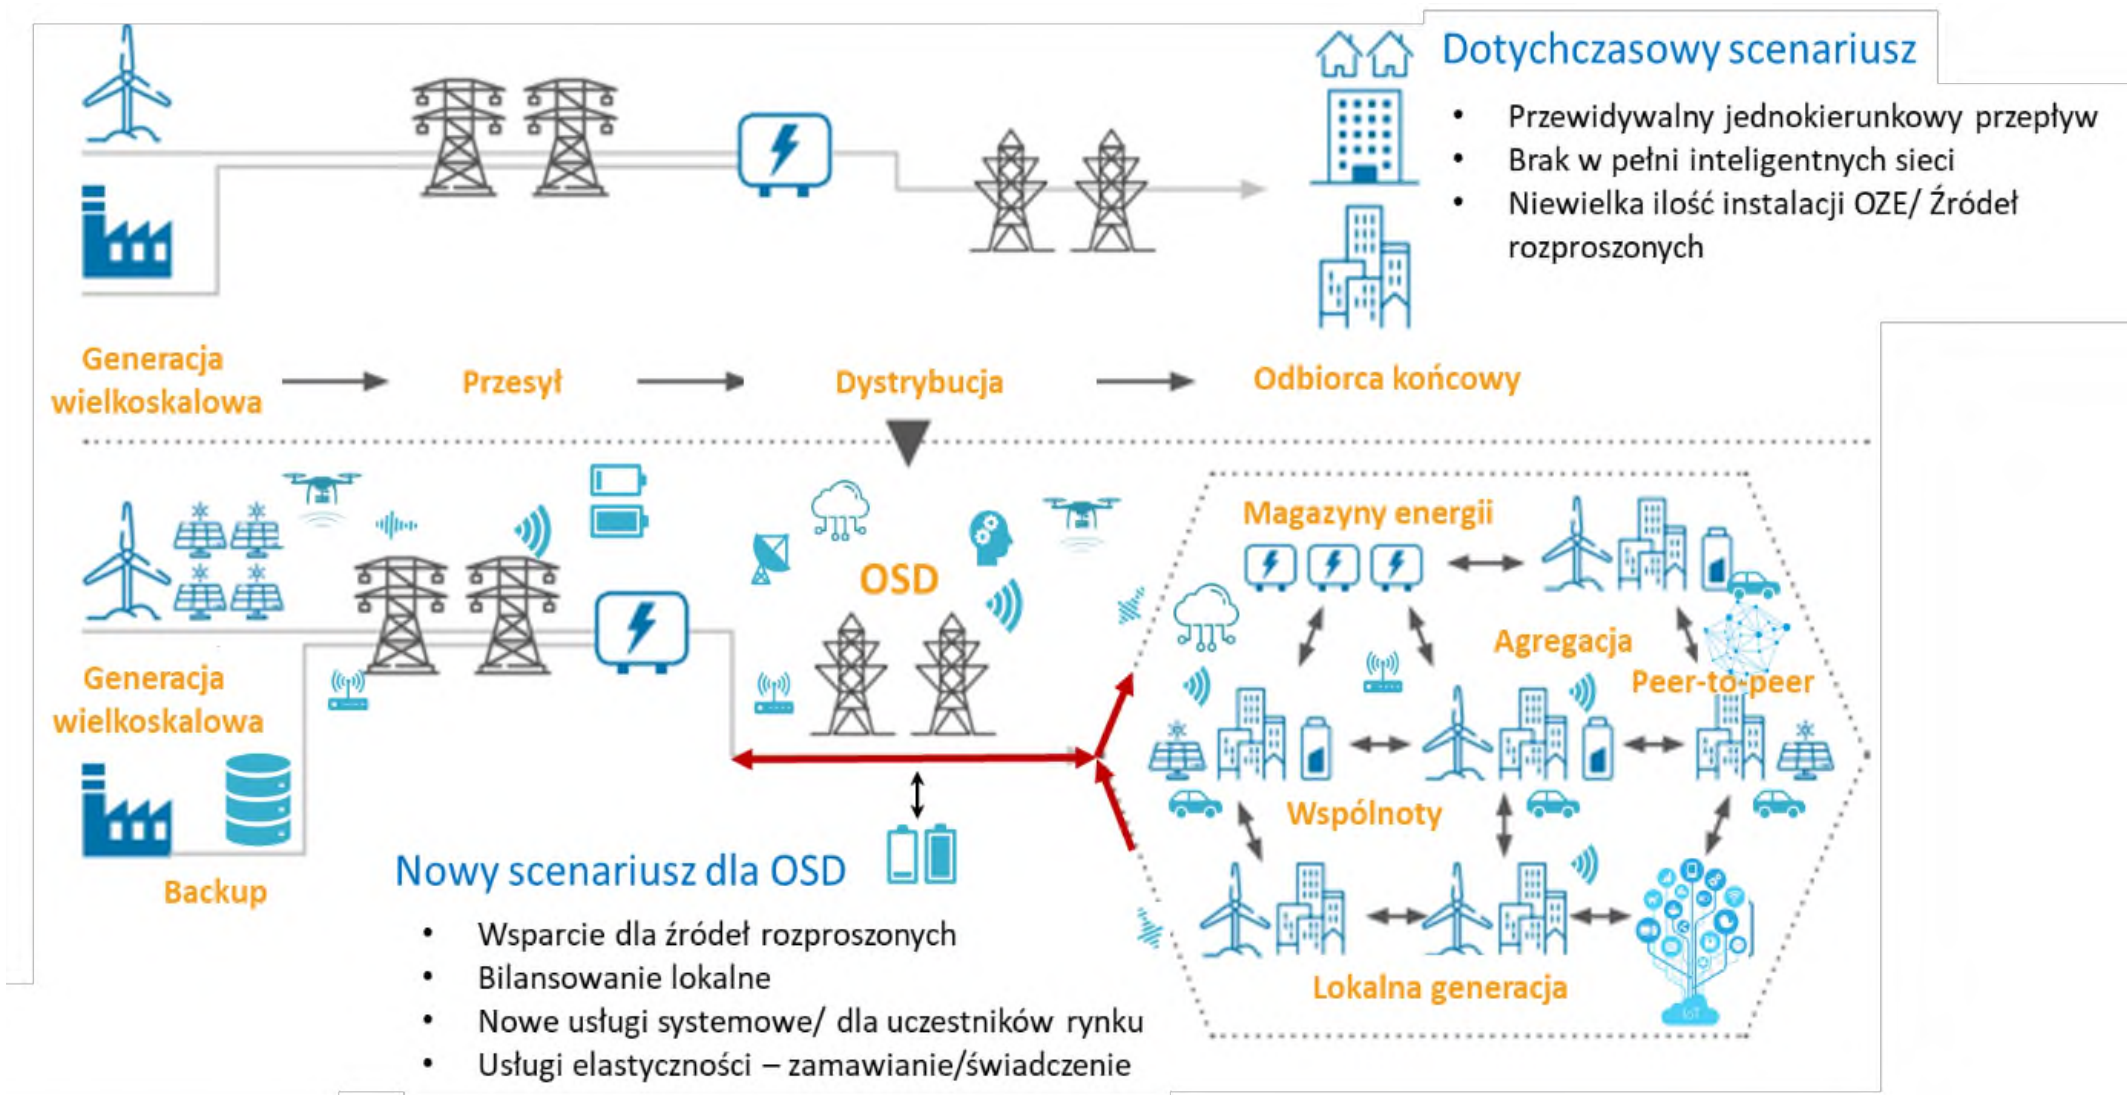 Dotychczasowy scenariusz
• Przewidywalny jednokierunkowy przepływ
• Brak w pełni inteligentnych sieci
• Niewielka ilość instalacji OZE/ Źródeł
rozproszonych
Generacja
wielkoskalowa
Przesył
Dystrybucja
Odbiorca końcowy
OSD
Generacja
wielkoskalowa
Backup
Magazyny energii
Agregacja
Peer-to-peer
Wspólnoty
Lokalna generacja
IoT
Nowy scenariusz dla OSD
• Wsparcie dla źródeł rozproszonych
• Bilansowanie lokalne
• Nowe usługi systemowe/ dla uczestników rynku
• Usługi elastyczności – zamawianie/świadczenie